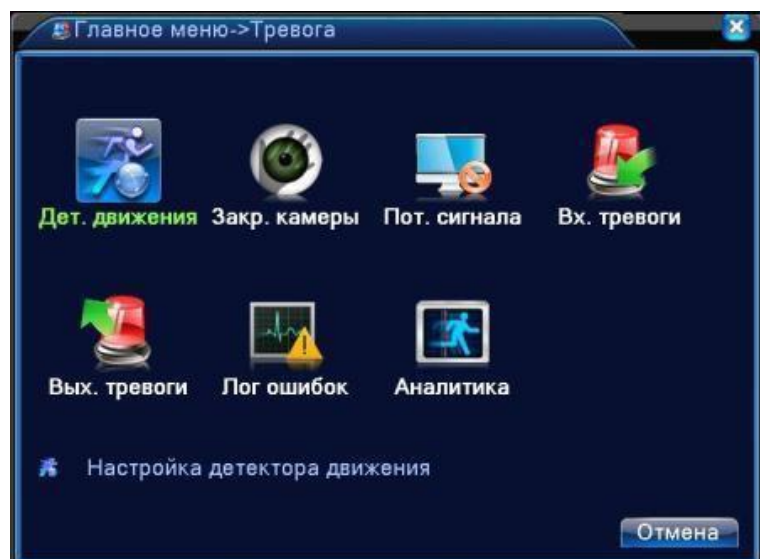 Главное меню->Тревога
Дет. движения Закр. камеры Пот. сигнала Вх. тревоги
Вых. тревоги Лог ошибок Аналитика
Настройка детектора движения
Отмена